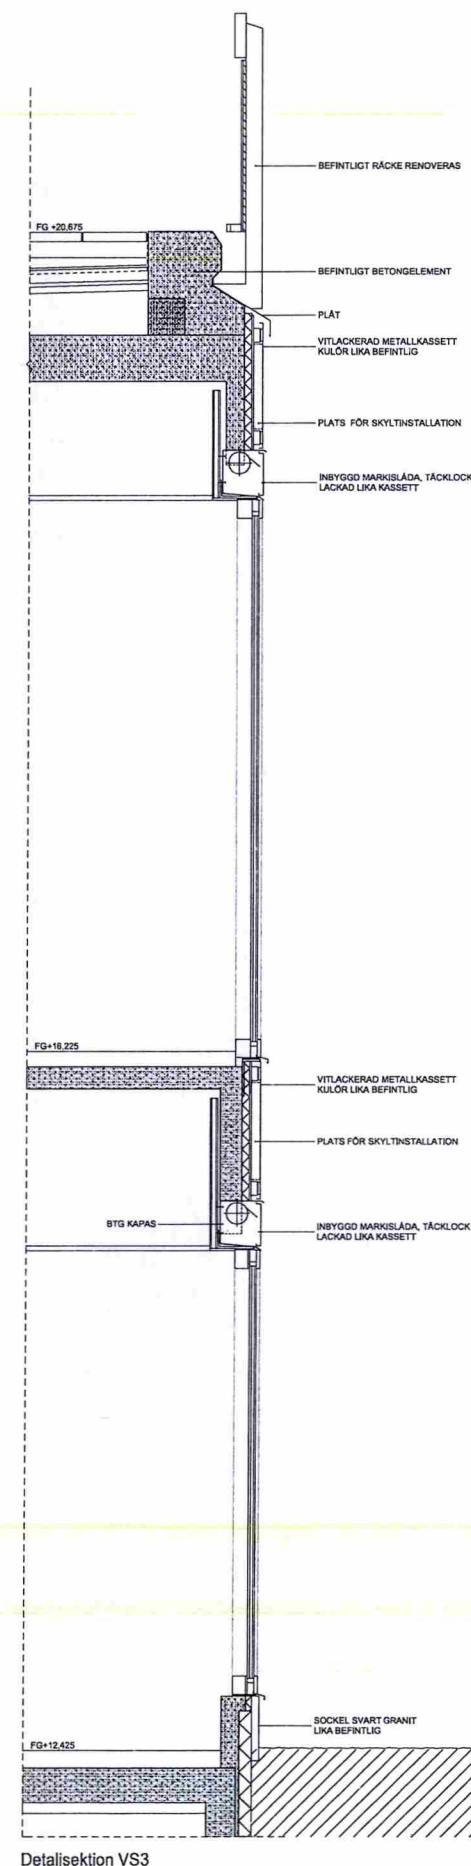 BEFINTLIGT RÄCKE RENOVERAS
FG +20,675
BEFINTLIGT BETONGELEMENT
PLÅT
VITLACKERAD METALLKASSETT
KULÖR LIKA BEFINTLIG
PLATS FÖR SKYLTINSTALLATION
INBYGGD MARKISLÅDA, TÄCKLOCK
LACKAD LIKA KASSETT
FG+16,225
VITLACKERAD METALLKASSETT
KULÖR LIKA BEFINTLIG
PLATS FÖR SKYLTINSTALLATION
BTG KAPAS
INBYGGD MARKISLÅDA, TÄCKLOCK
LACKAD LIKA KASSETT
SOCKEL SVART GRANIT
LIKA BEFINTLIG
FG+12,425
Detaljsektion VS3